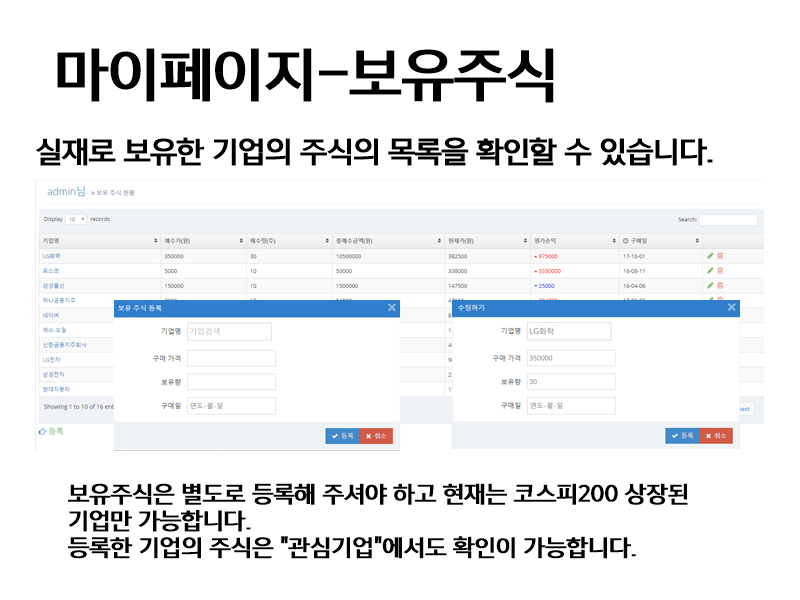 마이페이지-보유주식
실재로 보유한 기업의 주식의 목록을 확인할 수 있습니다.
admin님 » 보유 주식 현황
Display 10 records Search:
기업명 매수가(원) 매수량(주) 총매수금액(원) 현재가(원) 평가손익 구매일
LG화학 350000 30 10500000 382500 975000 17-10-01
포스코 5000 10 50000 338000 3330000 16-08-11
삼성물산 150000 10 1500000 147500 25000 16-04-06
하나금융지주
네이버
에쓰-오일
신한금융지주회사
LG전자
삼성전자
현대자동차
Showing 1 to 10 of 16 ent
등록
보유 주식 등록
기업명 기업검색
구매 가격
보유량
구매일 연도-월-일
등록 취소
수정하기
기업명 LG화학
구매 가격 350000
보유량 30
구매일 연도-월-일
등록 취소
보유주식은 별도로 등록해 주셔야 하고 현재는 코스피200 상장된
기업만 가능합니다.
등록한 기업의 주식은 "관심기업"에서도 확인이 가능합니다.